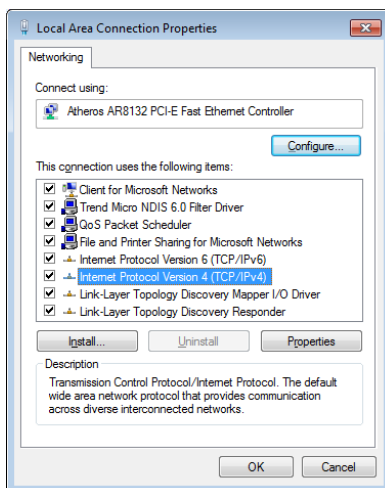 Local Area Connection Properties
Networking
Connect using:
Atheros AR8132 PCI-E Fast Ethernet Controller
Configure...
This connection uses the following items:
Client for Microsoft Networks
Trend Micro NDIS 6.0 Filter Driver
QoS Packet Scheduler
File and Printer Sharing for Microsoft Networks
Internet Protocol Version 6 (TCP/IPv6)
Internet Protocol Version 4 (TCP/IPv4)
Link-Layer Topology Discovery Mapper I/O Driver
Link-Layer Topology Discovery Responder
Install... Uninstall Properties
Description
Transmission Control Protocol/Internet Protocol. The default
wide area network protocol that provides communication
across diverse interconnected networks.
OK Cancel